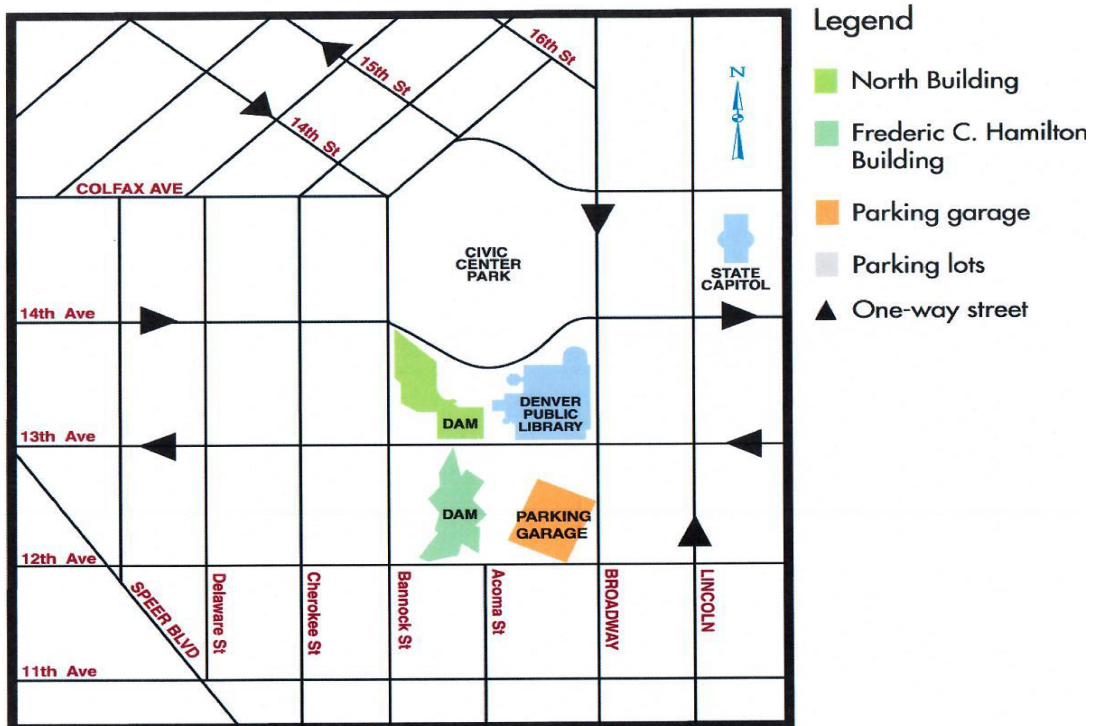 Legend
North Building
Frederic C. Hamilton
Building
Parking garage
Parking lots
One-way street
N
16th St
15th St
14th St
COLFAX AVE
CIVIC
CENTER
PARK
STATE
CAPITOL
14th Ave
DAM
DENVER
PUBLIC
LIBRARY
13th Ave
DAM
PARKING
GARAGE
12th Ave
SPEER BLVD
Delaware St
Cherokee St
Bannock St
Acoma St
BROADWAY
LINCOLN
11th Ave